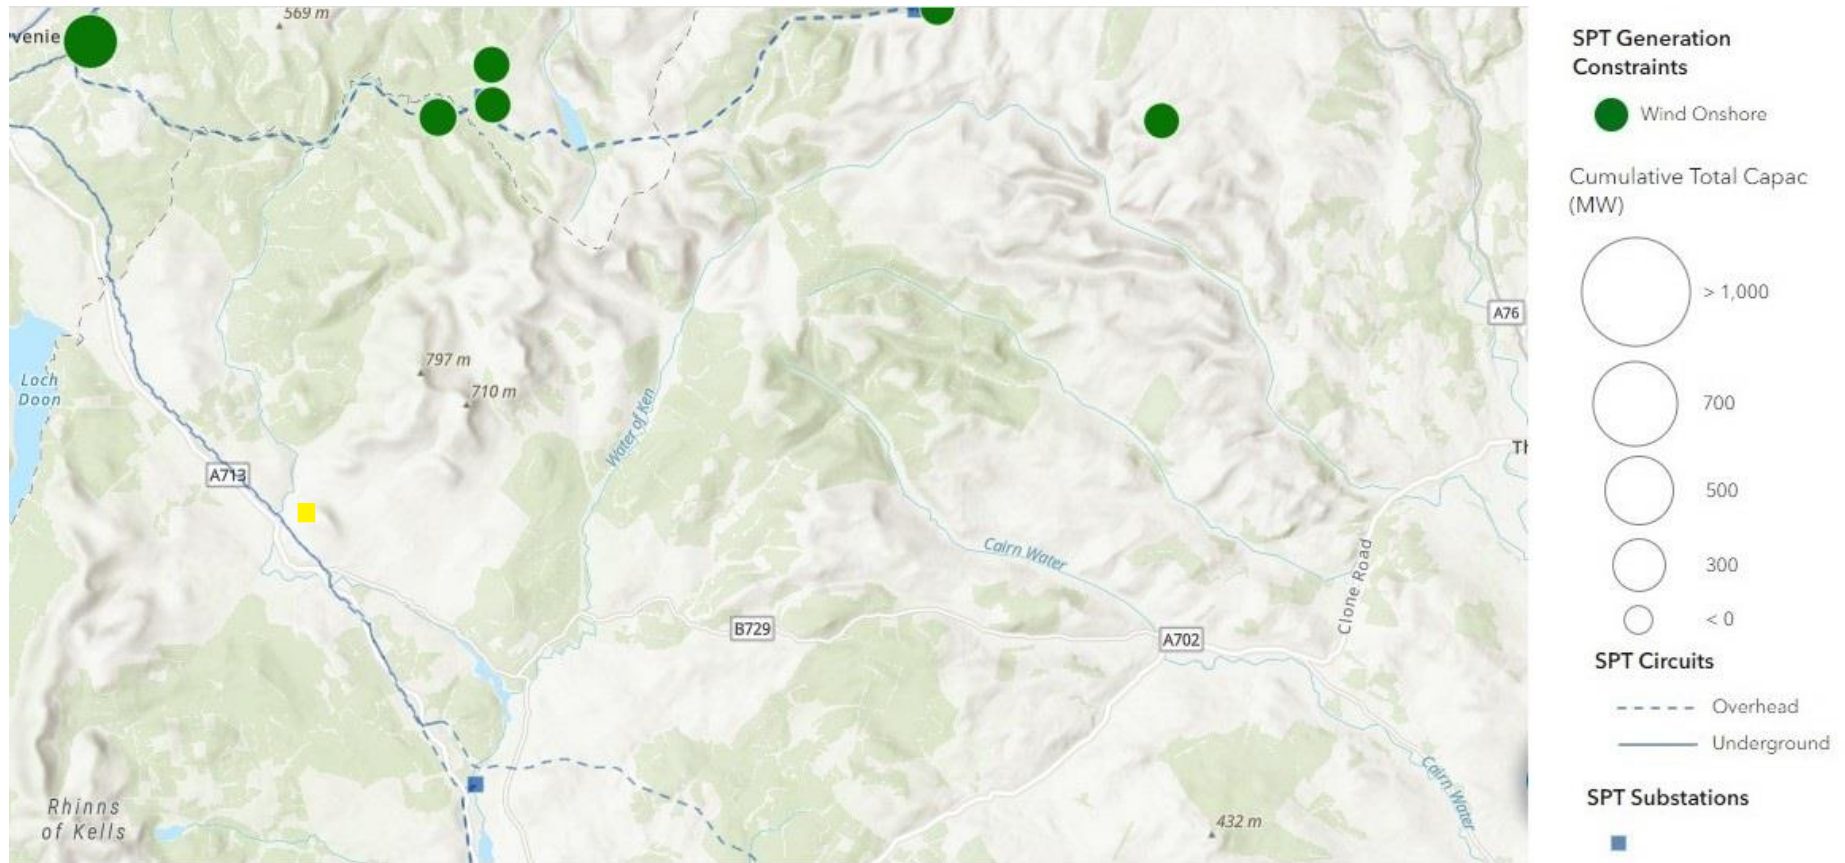 569 m
venie
797 m
710 m
Loch
Doon
Water of Ken
A713
A76
Th
Cairn Water
Clone Road
B729
A702
Cairn Water
Rhinns
of Kells
432 m
SPT Generation
Constraints
Wind Onshore
Cumulative Total Capac
(MW)
> 1,000
700
500
300
< 0
SPT Circuits
Overhead
Underground
SPT Substations